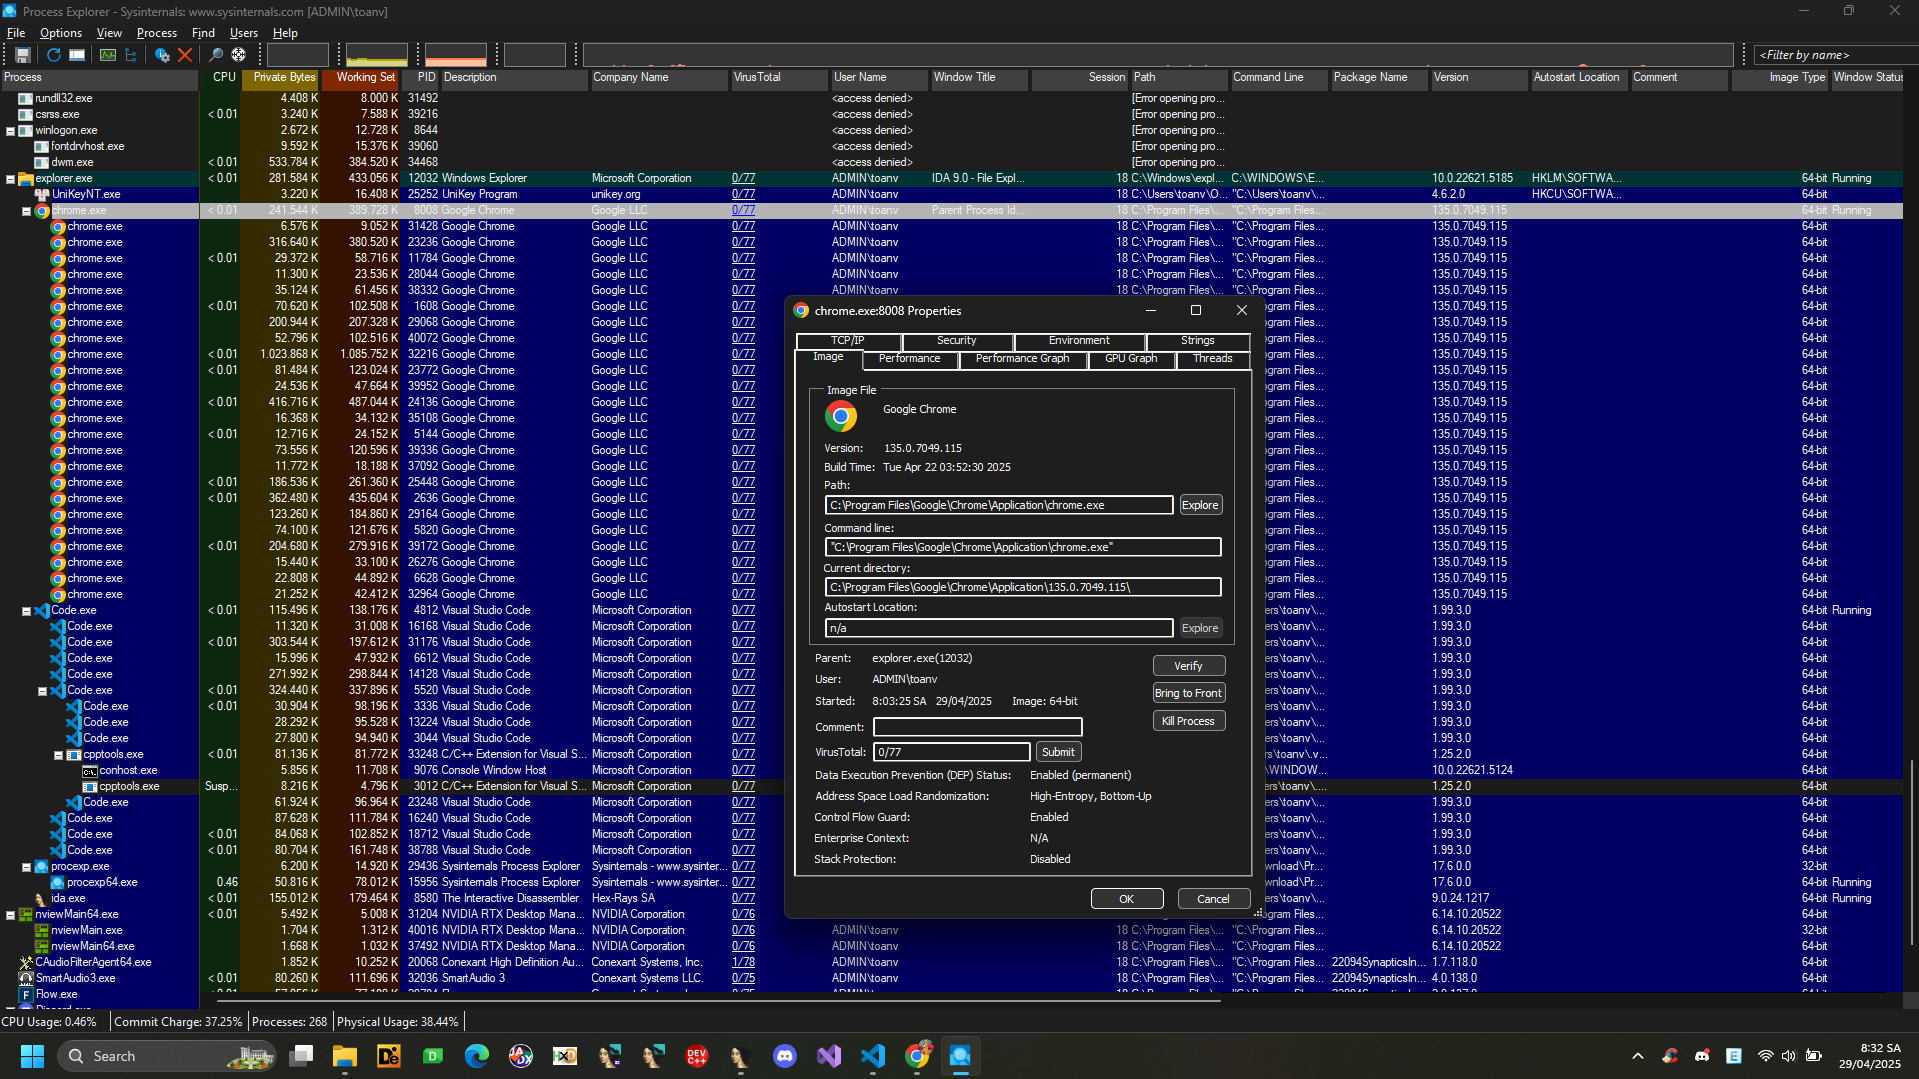 Process Explorer - Sysinternals: www.sysinternals.com [ADMIN\toanv]
File Options View Process Find Users Help
<Filter by name>
Process CPU Private Bytes Working Set PID Description Company Name VirusTotal User Name Window Title Session Path Command Line Package Name Version Autostart Location Comment Image Type Window Status
rundll32.exe 4.408 K 8.000 K 31492 <access denied> [Error opening pro...
csrss.exe < 0.01 3.240 K 7.588 K 39216 <access denied> [Error opening pro...
winlogon.exe 2.672 K 12.728 K 8644 <access denied> [Error opening pro...
fontdrvhost.exe 9.592 K 15.376 K 39060 <access denied> [Error opening pro...
dwm.exe < 0.01 533.784 K 384.520 K 34468 <access denied> [Error opening pro...
explorer.exe < 0.01 281.584 K 433.056 K 12032 Windows Explorer Microsoft Corporation 0/77 ADMIN\toanv IDA 9.0 - File Expl... 18 C:\Windows\expl... C:\WINDOWS\E... 10.0.22621.5185 HKLM\SOFTWA... 64-bit Running
UniKeyNT.exe 3.220 K 16.408 K 25252 UniKey Program unikey.org 0/77 ADMIN\toanv 18 C:\Users\toanv\O... "C:\Users\toanv\... 4.6.2.0 HKCU\SOFTWA... 64-bit
chrome.exe < 0.01 241.544 K 389.728 K 8008 Google Chrome Google LLC 0/77 ADMIN\toanv Parent Process Id... 18 C:\Program Files\... "C:\Program Files... 135.0.7049.115 64-bit Running
chrome.exe 6.576 K 9.052 K 31428 Google Chrome Google LLC 0/77 ADMIN\toanv 18 C:\Program Files\... "C:\Program Files... 135.0.7049.115 64-bit
chrome.exe 316.640 K 380.520 K 23236 Google Chrome Google LLC 0/77 ADMIN\toanv 18 C:\Program Files\... "C:\Program Files... 135.0.7049.115 64-bit
chrome.exe < 0.01 29.372 K 58.716 K 11784 Google Chrome Google LLC 0/77 ADMIN\toanv 18 C:\Program Files\... "C:\Program Files... 135.0.7049.115 64-bit
chrome.exe 11.300 K 23.536 K 28044 Google Chrome Google LLC 0/77 ADMIN\toanv 18 C:\Program Files\... "C:\Program Files... 135.0.7049.115 64-bit
chrome.exe 35.124 K 61.456 K 38332 Google Chrome Google LLC 0/77 ADMIN\toanv 18 C:\Program Files\... "C:\Program Files... 135.0.7049.115 64-bit
chrome.exe < 0.01 70.620 K 102.508 K 1608 Google Chrome Google LLC 0/77 ogram Files... 135.0.7049.115 64-bit
chrome.exe 200.944 K 207.328 K 29068 Google Chrome Google LLC 0/77 ogram Files... 135.0.7049.115 64-bit
chrome.exe 52.796 K 102.516 K 40072 Google Chrome Google LLC 0/77 ogram Files... 135.0.7049.115 64-bit
chrome.exe < 0.01 1.023.868 K 1.085.752 K 32216 Google Chrome Google LLC 0/77 ogram Files... 135.0.7049.115 64-bit
chrome.exe < 0.01 81.484 K 123.024 K 23772 Google Chrome Google LLC 0/77 ogram Files... 135.0.7049.115 64-bit
chrome.exe 24.536 K 47.664 K 39952 Google Chrome Google LLC 0/77 ogram Files... 135.0.7049.115 64-bit
chrome.exe < 0.01 416.716 K 487.044 K 24136 Google Chrome Google LLC 0/77 ogram Files... 135.0.7049.115 64-bit
chrome.exe 16.368 K 34.132 K 35108 Google Chrome Google LLC 0/77 ogram Files... 135.0.7049.115 64-bit
chrome.exe < 0.01 12.716 K 24.152 K 5144 Google Chrome Google LLC 0/77 ogram Files... 135.0.7049.115 64-bit
chrome.exe 73.556 K 120.596 K 39336 Google Chrome Google LLC 0/77 ogram Files... 135.0.7049.115 64-bit
chrome.exe 11.772 K 18.188 K 37092 Google Chrome Google LLC 0/77 ogram Files... 135.0.7049.115 64-bit
chrome.exe < 0.01 186.536 K 261.360 K 25448 Google Chrome Google LLC 0/77 ogram Files... 135.0.7049.115 64-bit
chrome.exe < 0.01 362.480 K 435.604 K 2636 Google Chrome Google LLC 0/77 ogram Files... 135.0.7049.115 64-bit
chrome.exe 123.260 K 184.860 K 29164 Google Chrome Google LLC 0/77 ogram Files... 135.0.7049.115 64-bit
chrome.exe 74.100 K 121.676 K 5820 Google Chrome Google LLC 0/77 ogram Files... 135.0.7049.115 64-bit
chrome.exe < 0.01 204.680 K 279.916 K 39172 Google Chrome Google LLC 0/77 ogram Files... 135.0.7049.115 64-bit
chrome.exe 15.440 K 33.100 K 26276 Google Chrome Google LLC 0/77 ogram Files... 135.0.7049.115 64-bit
chrome.exe 22.808 K 44.892 K 6628 Google Chrome Google LLC 0/77 ogram Files... 135.0.7049.115 64-bit
chrome.exe 21.252 K 42.412 K 32964 Google Chrome Google LLC 0/77 ogram Files... 135.0.7049.115 64-bit
Code.exe < 0.01 115.496 K 138.176 K 4812 Visual Studio Code Microsoft Corporation 0/77 ers\toanv\... 1.99.3.0 64-bit Running
Code.exe 11.320 K 31.008 K 16168 Visual Studio Code Microsoft Corporation 0/77 ers\toanv\... 1.99.3.0 64-bit
Code.exe < 0.01 303.544 K 197.612 K 31176 Visual Studio Code Microsoft Corporation 0/77 ers\toanv\... 1.99.3.0 64-bit
Code.exe 15.996 K 47.932 K 6612 Visual Studio Code Microsoft Corporation 0/77 ers\toanv\... 1.99.3.0 64-bit
Code.exe 271.992 K 298.844 K 14128 Visual Studio Code Microsoft Corporation 0/77 ers\toanv\... 1.99.3.0 64-bit
Code.exe < 0.01 324.440 K 337.896 K 5520 Visual Studio Code Microsoft Corporation 0/77 ers\toanv\... 1.99.3.0 64-bit
Code.exe < 0.01 30.904 K 98.196 K 3336 Visual Studio Code Microsoft Corporation 0/77 ers\toanv\... 1.99.3.0 64-bit
Code.exe 28.292 K 95.528 K 13224 Visual Studio Code Microsoft Corporation 0/77 ers\toanv\... 1.99.3.0 64-bit
Code.exe 27.800 K 94.940 K 3044 Visual Studio Code Microsoft Corporation 0/77 ers\toanv\... 1.99.3.0 64-bit
cpptools.exe < 0.01 81.136 K 81.772 K 33248 C/C++ Extension for Visual S... Microsoft Corporation 0/77 s\toanv\.v... 1.25.2.0 64-bit
conhost.exe 5.856 K 11.708 K 9076 Console Window Host Microsoft Corporation 0/77 \WINDOW... 10.0.22621.5124 64-bit
cpptools.exe Susp... 8.216 K 4.796 K 3012 C/C++ Extension for Visual S... Microsoft Corporation 0/77 ers\toanv\... 1.25.2.0 64-bit
Code.exe 61.924 K 96.964 K 23248 Visual Studio Code Microsoft Corporation 0/77 ers\toanv\... 1.99.3.0 64-bit
Code.exe 87.628 K 111.784 K 16240 Visual Studio Code Microsoft Corporation 0/77 ers\toanv\... 1.99.3.0 64-bit
Code.exe < 0.01 84.068 K 102.852 K 18712 Visual Studio Code Microsoft Corporation 0/77 ers\toanv\... 1.99.3.0 64-bit
Code.exe < 0.01 80.704 K 161.748 K 38788 Visual Studio Code Microsoft Corporation 0/77 ers\toanv\... 1.99.3.0 64-bit
procexp.exe 6.200 K 14.920 K 29436 Sysinternals Process Explorer Sysinternals - www.sysinter... 0/77 wnload\Pr... 17.6.0.0 32-bit
procexp64.exe 0.46 50.816 K 78.012 K 15956 Sysinternals Process Explorer Sysinternals - www.sysinter... 0/77 wnload\Pr... 17.6.0.0 64-bit Running
ida.exe < 0.01 155.012 K 179.464 K 8580 The Interactive Disassembler Hex-Rays SA 0/77 9.0.24.1217 64-bit Running
nviewMain64.exe < 0.01 5.492 K 5.008 K 31204 NVIDIA RTX Desktop Mana... NVIDIA Corporation 0/76 ogram Files... 6.14.10.20522 64-bit
nviewMain.exe 1.704 K 1.312 K 40016 NVIDIA RTX Desktop Mana... NVIDIA Corporation 0/76 ADMIN\toanv 18 C:\Program Files\... "C:\Program Files... 6.14.10.20522 32-bit
nviewMain64.exe 1.668 K 1.032 K 37492 NVIDIA RTX Desktop Mana... NVIDIA Corporation 0/76 ADMIN\toanv 18 C:\Program Files\... "C:\Program Files... 6.14.10.20522 64-bit
CAudioFilterAgent64.exe 1.852 K 10.252 K 20068 Conexant High Definition Au... Conexant Systems, Inc. 1/78 ADMIN\toanv 18 C:\Program Files\... "C:\Program Files... 22094SynapticsIn... 1.7.118.0 64-bit
SmartAudio3.exe < 0.01 80.260 K 111.696 K 32036 SmartAudio 3 Conexant Systems LLC. 0/75 ADMIN\toanv 18 C:\Program Files\... "C:\Program Files... 22094SynapticsIn... 4.0.138.0 64-bit
Flow.exe
chrome.exe:8008 Properties
TCP/IP Security Environment Strings
Image Performance Performance Graph GPU Graph Threads
Image File
Google Chrome
Version: 135.0.7049.115
Build Time: Tue Apr 22 03:52:30 2025
Path:
C:\Program Files\Google\Chrome\Application\chrome.exe Explore
Command line:
"C:\Program Files\Google\Chrome\Application\chrome.exe"
Current directory:
C:\Program Files\Google\Chrome\Application\135.0.7049.115\
Autostart Location:
n/a Explore
Parent: explorer.exe(12032) Verify
User: ADMIN\toanv
Bring to Front
Started: 8:03:25 SA 29/04/2025 Image: 64-bit
Kill Process
Comment:
VirusTotal: 0/77 Submit
Data Execution Prevention (DEP) Status: Enabled (permanent)
Address Space Load Randomization: High-Entropy, Bottom-Up
Control Flow Guard: Enabled
Enterprise Context: N/A
Stack Protection: Disabled
OK Cancel
CPU Usage: 0.46% Commit Charge: 37.25% Processes: 268 Physical Usage: 38.44%
Search
8:32 SA
29/04/2025